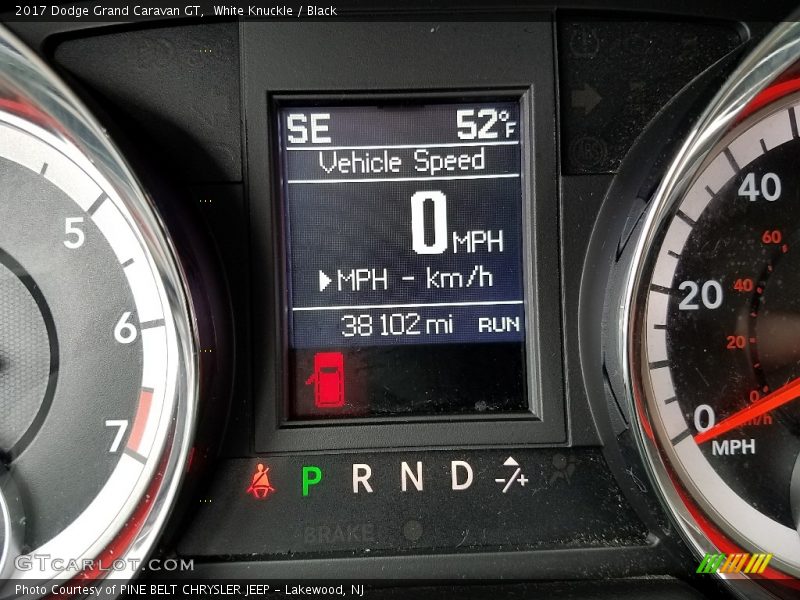 2017 Dodge Grand Caravan GT,  White Knuckle / Black
SE 52°F
Vehicle Speed
0 MPH
MPH - km/h
38102 mi RUN
5
6
7
40
20
0
MPH
60
40
20
0
km/h
P R N D -/+
BRAKE
GTCARLOT.COM
Photo Courtesy of PINE BELT CHRYSLER JEEP - Lakewood, NJ